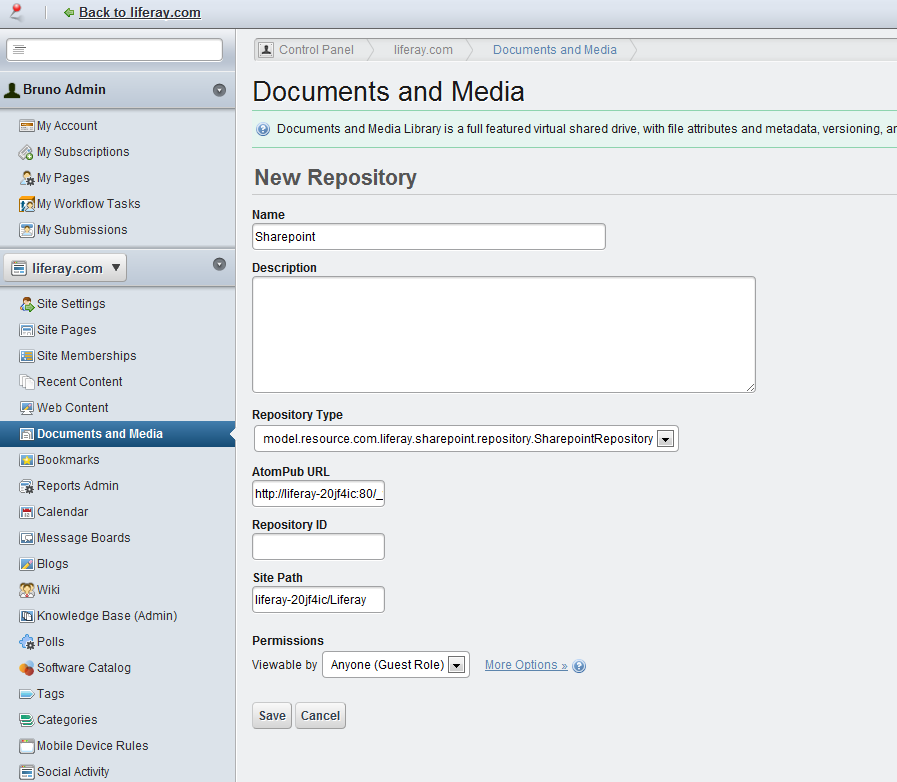 Back to liferay.com
Control Panel liferay.com Documents and Media
Bruno Admin
My Account
My Subscriptions
My Pages
My Workflow Tasks
My Submissions
liferay.com
Site Settings
Site Pages
Site Memberships
Recent Content
Web Content
Documents and Media
Bookmarks
Reports Admin
Calendar
Message Boards
Blogs
Wiki
Knowledge Base (Admin)
Polls
Software Catalog
Tags
Categories
Mobile Device Rules
Social Activity
Documents and Media
Documents and Media Library is a full featured virtual shared drive, with file attributes and metadata, versioning, an
New Repository
Name
Sharepoint
Description
Repository Type
model.resource.com.liferay.sharepoint.repository.SharepointRepository
AtomPub URL
http://liferay-20jf4ic:80/_
Repository ID
Site Path
liferay-20jf4ic/Liferay
Permissions
Viewable by Anyone (Guest Role) More Options »
Save Cancel